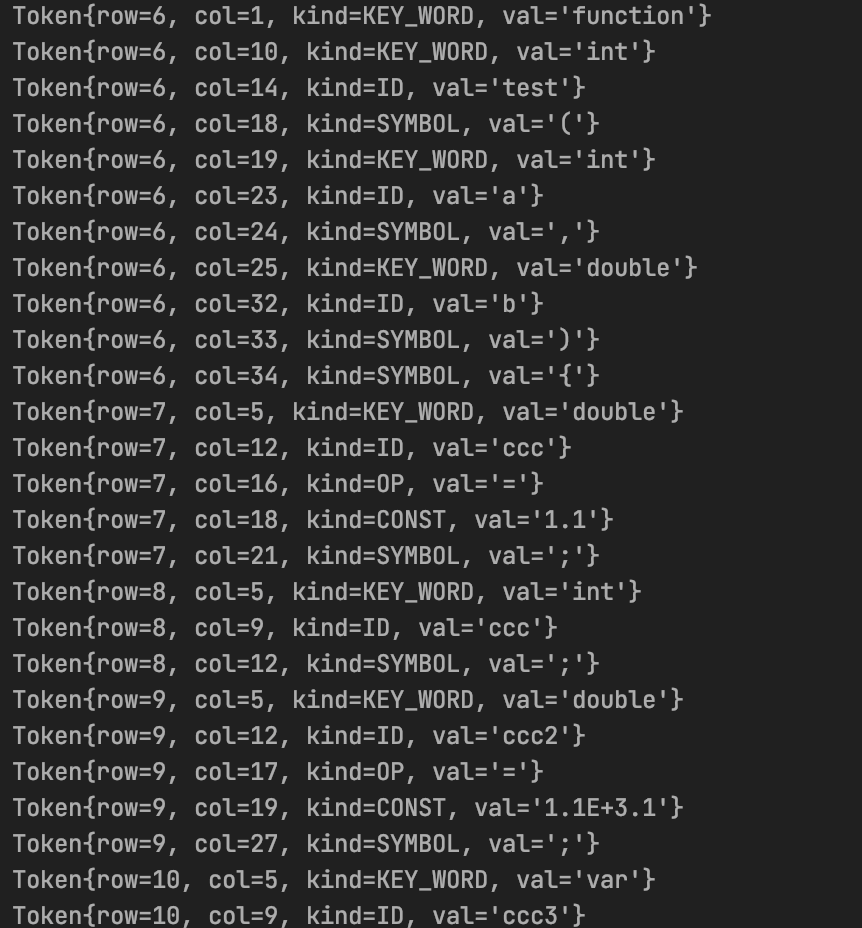 Token{row=6, col=1, kind=KEY_WORD, val='function'}
Token{row=6, col=10, kind=KEY_WORD, val='int'}
Token{row=6, col=14, kind=ID, val='test'}
Token{row=6, col=18, kind=SYMBOL, val='('}
Token{row=6, col=19, kind=KEY_WORD, val='int'}
Token{row=6, col=23, kind=ID, val='a'}
Token{row=6, col=24, kind=SYMBOL, val=','}
Token{row=6, col=25, kind=KEY_WORD, val='double'}
Token{row=6, col=32, kind=ID, val='b'}
Token{row=6, col=33, kind=SYMBOL, val=')'}
Token{row=6, col=34, kind=SYMBOL, val='{'}
Token{row=7, col=5, kind=KEY_WORD, val='double'}
Token{row=7, col=12, kind=ID, val='ccc'}
Token{row=7, col=16, kind=OP, val='='}
Token{row=7, col=18, kind=CONST, val='1.1'}
Token{row=7, col=21, kind=SYMBOL, val=';'}
Token{row=8, col=5, kind=KEY_WORD, val='int'}
Token{row=8, col=9, kind=ID, val='ccc'}
Token{row=8, col=12, kind=SYMBOL, val=';'}
Token{row=9, col=5, kind=KEY_WORD, val='double'}
Token{row=9, col=12, kind=ID, val='ccc2'}
Token{row=9, col=17, kind=OP, val='='}
Token{row=9, col=19, kind=CONST, val='1.1E+3.1'}
Token{row=9, col=27, kind=SYMBOL, val=';'}
Token{row=10, col=5, kind=KEY_WORD, val='var'}
Token{row=10, col=9, kind=ID, val='ccc3'}